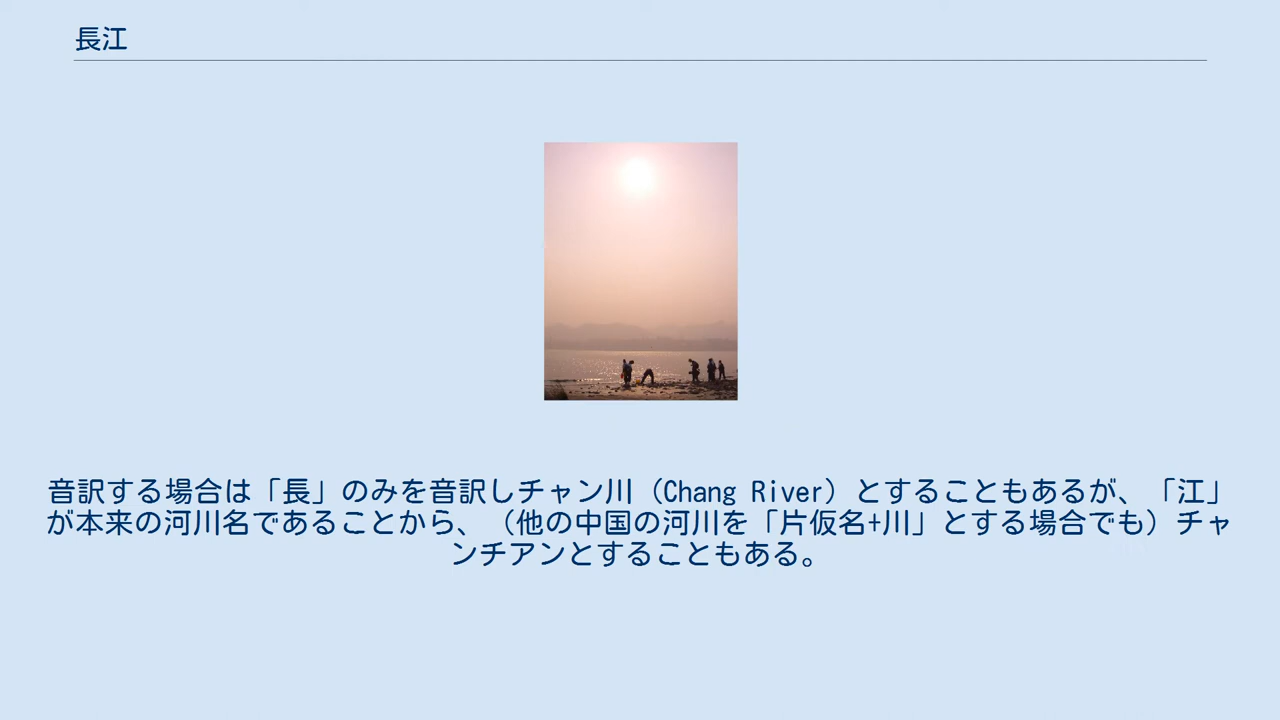 長江
音訳する場合は「長」のみを音訳しチャン川（Chang River）とすることもあるが、「江」
が本来の河川名であることから、（他の中国の河川を「片仮名+川」とする場合でも）チャ
ンチアンとすることもある。